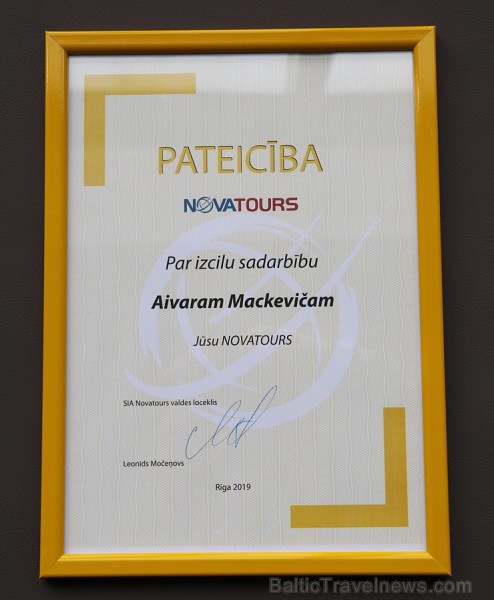 PATEICĪBA
NOVATOURS
Par izcilu sadarbību
Aivaram Mackevičam
Jūsu NOVATOURS
SIA Novatours valdes loceklis
Leonīds Močeņovs
Rīga 2019
BalticTravelnews.com